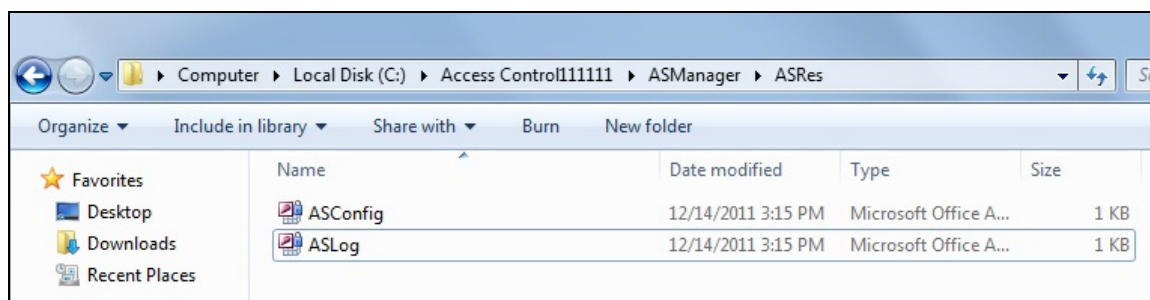 Computer Local Disk (C:) Access Control111111 ASManager ASRes
Organize Include in library Share with Burn New folder
Favorites
Desktop
Downloads
Recent Places
Name Date modified Type Size
ASConfig 12/14/2011 3:15 PM Microsoft Office A... 1 KB
ASLog 12/14/2011 3:15 PM Microsoft Office A... 1 KB